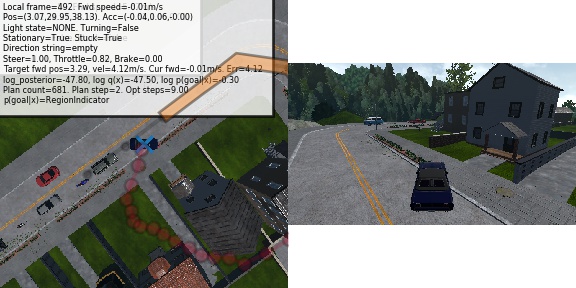 Local frame=492. Fwd speed=-0.01m/s
Pos=(3.07,29.95,38.13). Acc=(-0.04,0.06,-0.00)
Light state=NONE. Turning=False
Stationary=True. Stuck=True
Direction string=empty
Steer=1.00, Throttle=0.82, Brake=0.00
Target fwd pos=3.29, vel=4.12m/s. Cur fwd=-0.01m/s. Err=4.12
log_posterior=-47.80, log q(x)=-47.50, log p(goal|x)=-0.30
Plan count=681. Plan step=2. Opt steps=9.00
p(goal|x)=RegionIndicator